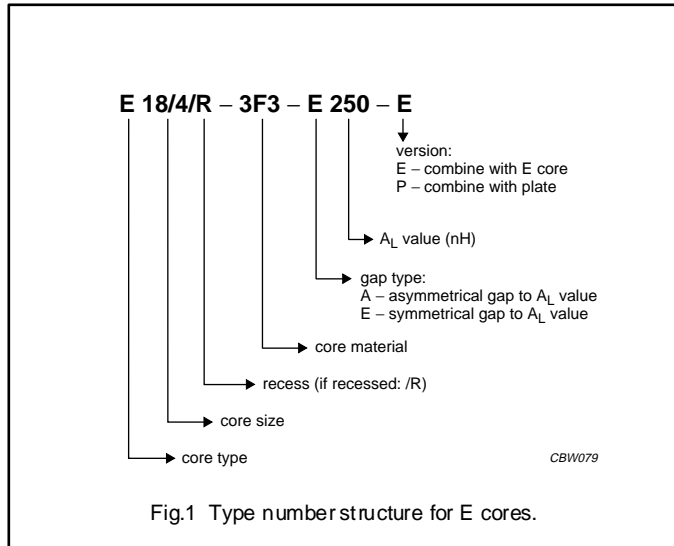 E 18/4/R – 3F3 – E 250 – E
version:
E – combine with E core
P – combine with plate
AL value (nH)
gap type:
A – asymmetrical gap to AL value
E – symmetrical gap to AL value
core material
recess (if recessed: /R)
core size
core type
CBW079
Fig.1 Type number structure for E cores.